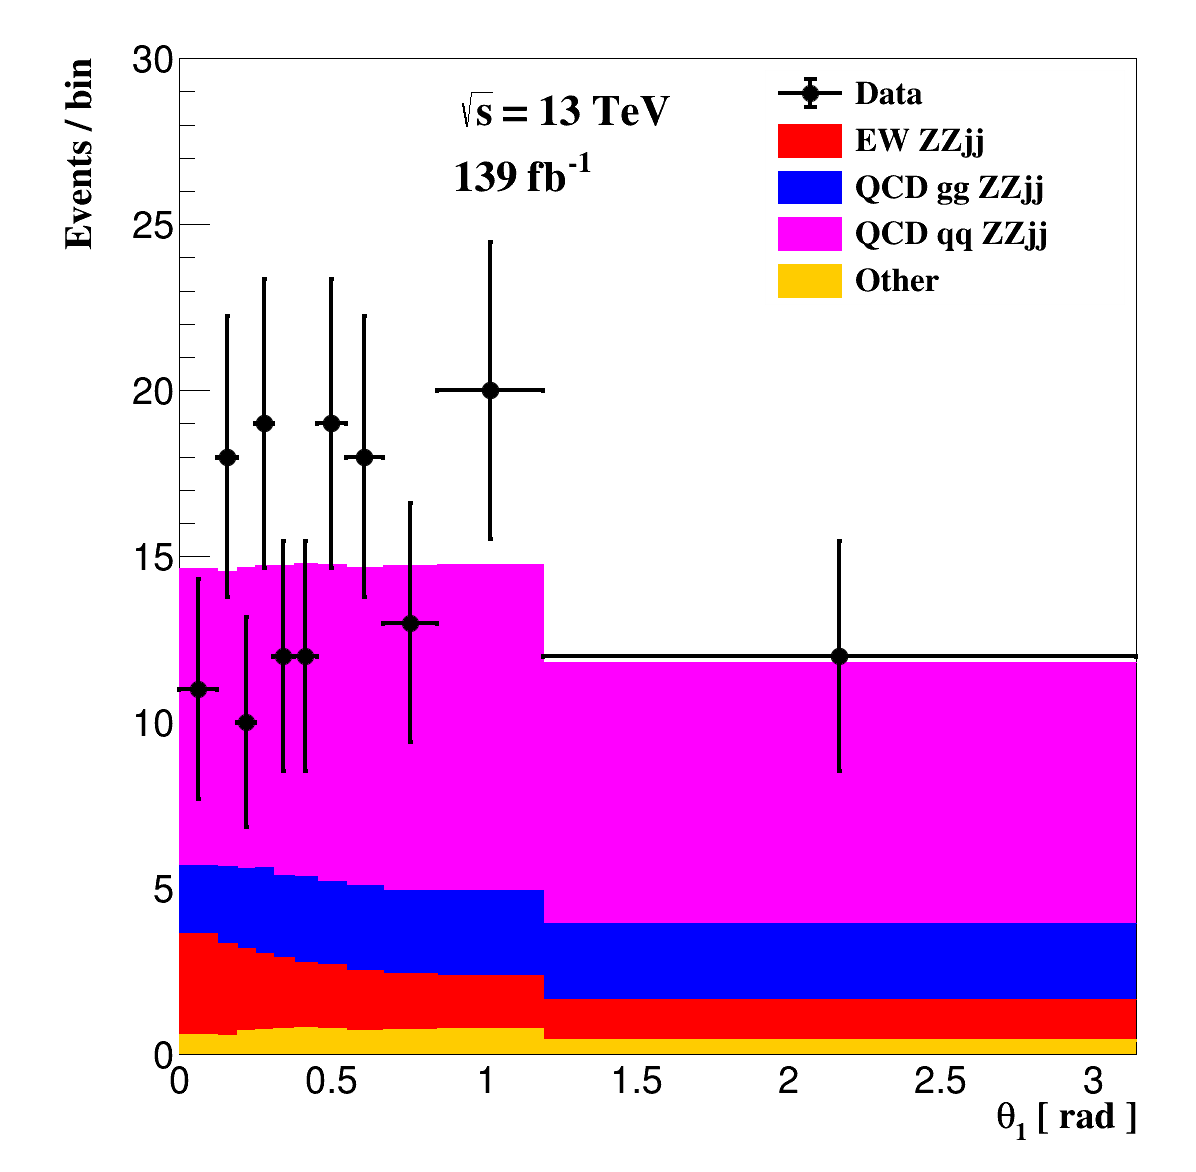 Events / bin
30
25
20
15
10
5
0
√s = 13 TeV
139 fb⁻¹
Data
EW ZZjj
QCD gg ZZjj
QCD qq ZZjj
Other
0 0.5 1 1.5 2 2.5 3
θ₁ [ rad ]